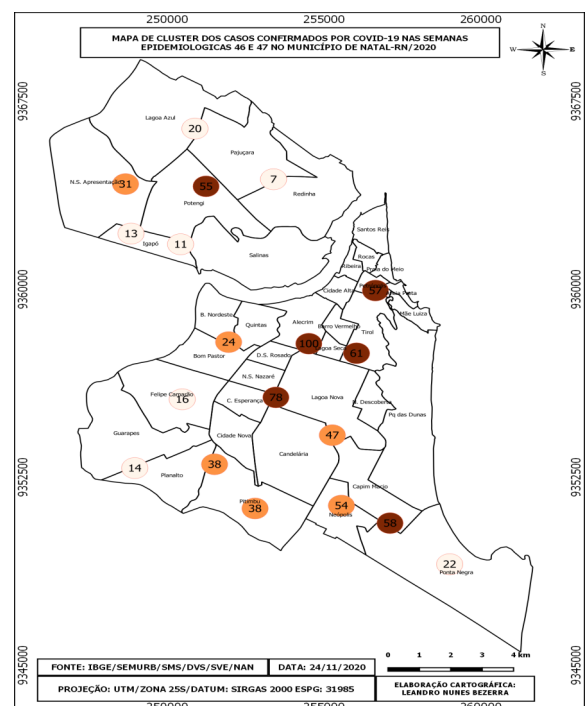 250000 255000 260000
MAPA DE CLUSTER DOS CASOS CONFIRMADOS POR COVID-19 NAS SEMANAS
EPIDEMIOLOGICAS 46 E 47 NO MUNICÍPIO DE NATAL-RN/2020
N
W E
S
9367500
9367500
Lagoa Azul
20
Pajuçara
N.S. Apresentação
31
55
7
Potengi
Redinha
13
11
Igapó
Salinas
Santos Reis
Rocas
Ribeira
Praia do Meio
Cidade Alta
57
Mãe Luiza
9360000
9360000
B. Nordeste
Quintas
Alecrim
Barro Vermelho
Tirol
24
100
Lagoa Seca
61
Bom Pastor
D.S. Rosado
N.S. Nazaré
Felipe Camarão
16
C. Esperança
78
Lagoa Nova
N. Descoberta
Pq das Dunas
Guarapes
Cidade Nova
47
Candelária
14
Planalto
38
Capim Macio
9352500
9352500
Pitimbu
38
54
Neópolis
58
22
Ponta Negra
0 1 2 3 4 km
9345000
9345000
FONTE: IBGE/SEMURB/SMS/DVS/SVE/NAN
DATA: 24/11/2020
PROJEÇÃO: UTM/ZONA 25S/DATUM: SIRGAS 2000 ESPG: 31985
ELABORAÇÃO CARTOGRÁFICA:
LEANDRO NUNES BEZERRA
250000 255000 260000